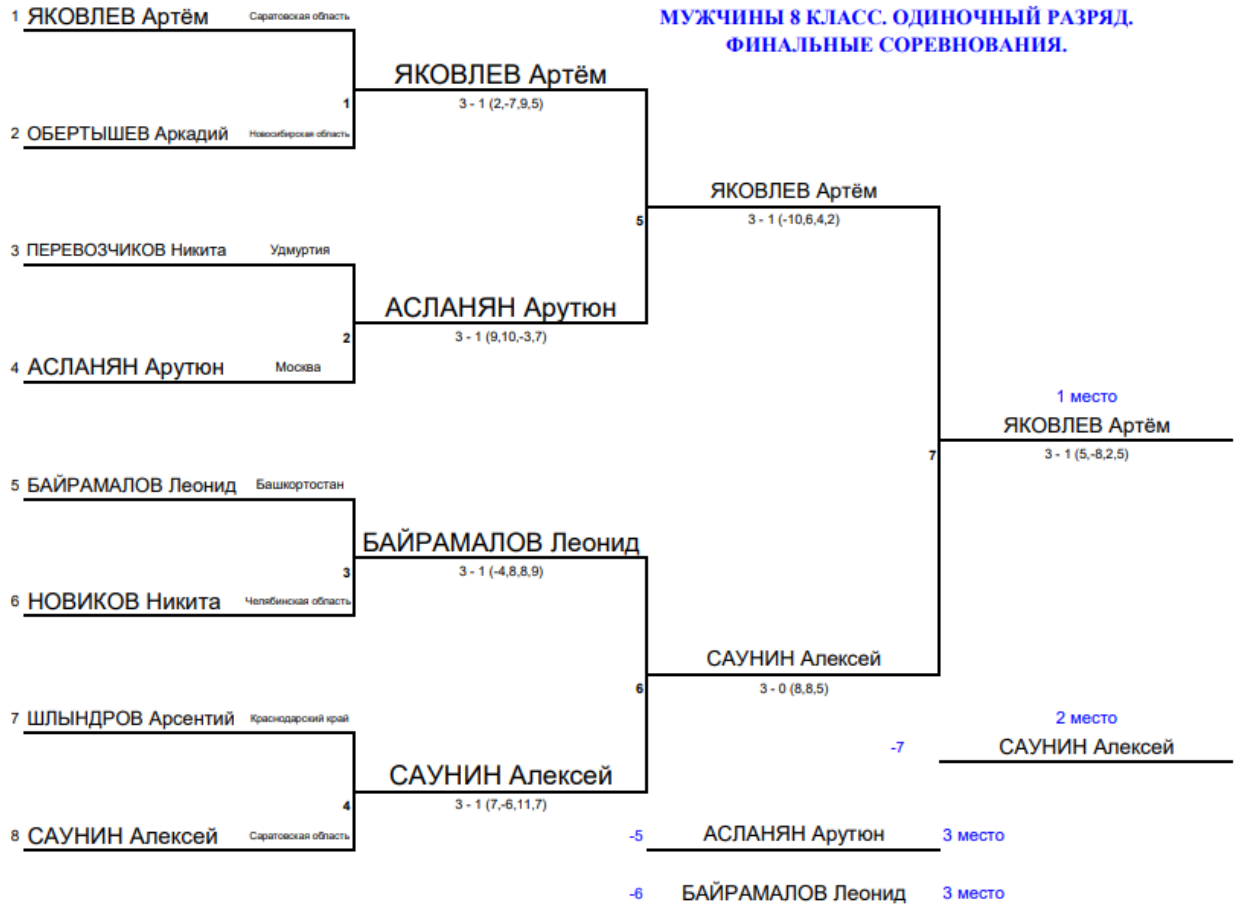 1 ЯКОВЛЕВ Артём Саратовская область
МУЖЧИНЫ 8 КЛАСС. ОДИНОЧНЫЙ РАЗРЯД.
ФИНАЛЬНЫЕ СОРЕВНОВАНИЯ.
ЯКОВЛЕВ Артём
1
3 - 1 (2,-7,9,5)
2 ОБЕРТЫШЕВ Аркадий Новосибирская область
ЯКОВЛЕВ Артём
5
3 - 1 (-10,6,4,2)
3 ПЕРЕВОЗЧИКОВ Никита Удмуртия
АСЛАНЯН Арутюн
2
3 - 1 (9,10,-3,7)
4 АСЛАНЯН Арутюн Москва
1 место
ЯКОВЛЕВ Артём
7
3 - 1 (5,-8,2,5)
5 БАЙРАМАЛОВ Леонид Башкортостан
БАЙРАМАЛОВ Леонид
3
3 - 1 (-4,8,8,9)
6 НОВИКОВ Никита Челябинская область
САУНИН Алексей
6
3 - 0 (8,8,5)
7 ШЛЫНДРОВ Арсентий Краснодарский край
2 место
-7 САУНИН Алексей
САУНИН Алексей
4
3 - 1 (7,-6,11,7)
8 САУНИН Алексей Саратовская область
-5 АСЛАНЯН Арутюн 3 место
-6 БАЙРАМАЛОВ Леонид 3 место